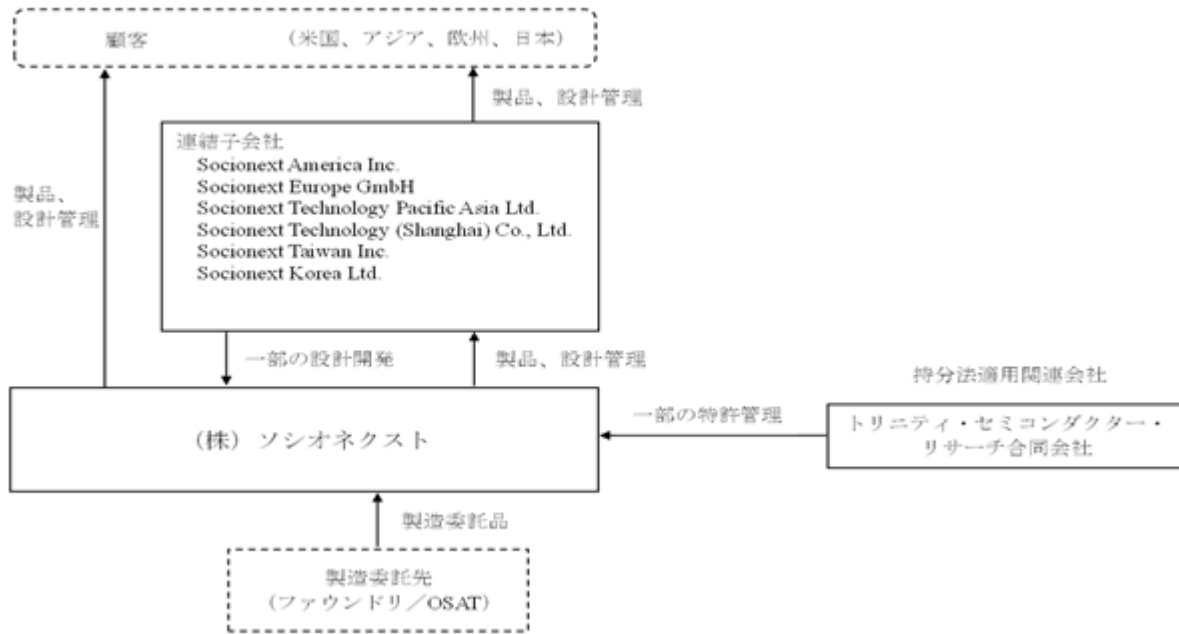 顧客 （米国、アジア、欧州、日本）
製品、設計管理
連結子会社
Socionext America Inc.
Socionext Europe GmbH
Socionext Technology Pacific Asia Ltd.
Socionext Technology (Shanghai) Co., Ltd.
Socionext Taiwan Inc.
Socionext Korea Ltd.
製品、
設計管理
一部の設計開発
製品、設計管理
持分法適用関連会社
（株）ソシオネクスト
一部の特許管理
トリニティ・セミコンダクター・
リサーチ合同会社
製造委託品
製造委託先
（ファウンドリ／OSAT）